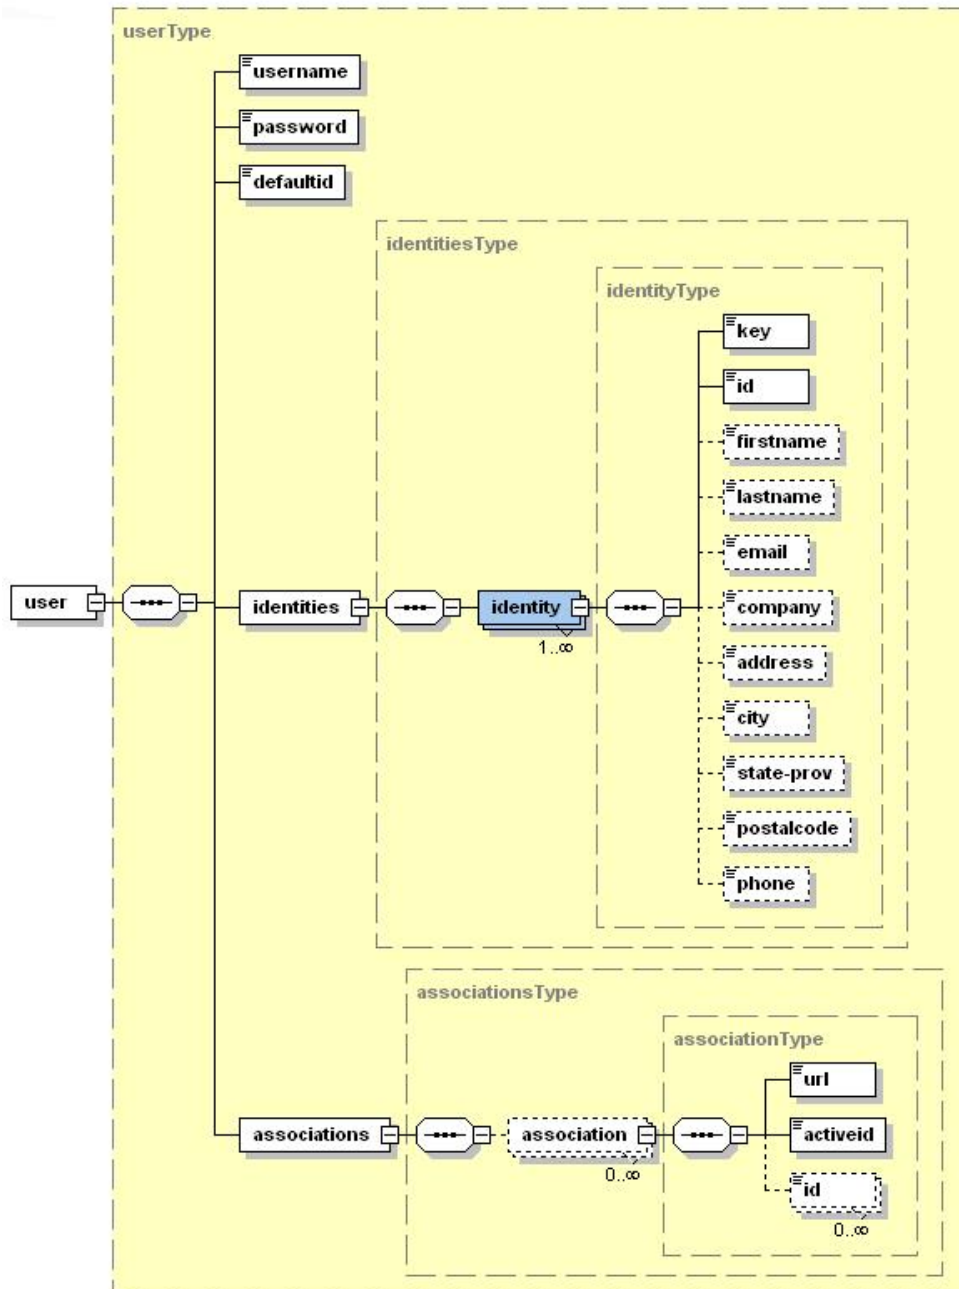 userType
username
password
defaultid
identitiesType
identityType
key
id
firstname
lastname
email
user
identities
identity
company
1..∞
address
city
state-prov
postalcode
phone
associationsType
associationType
url
associations
association
activeid
0..∞
id
0..∞